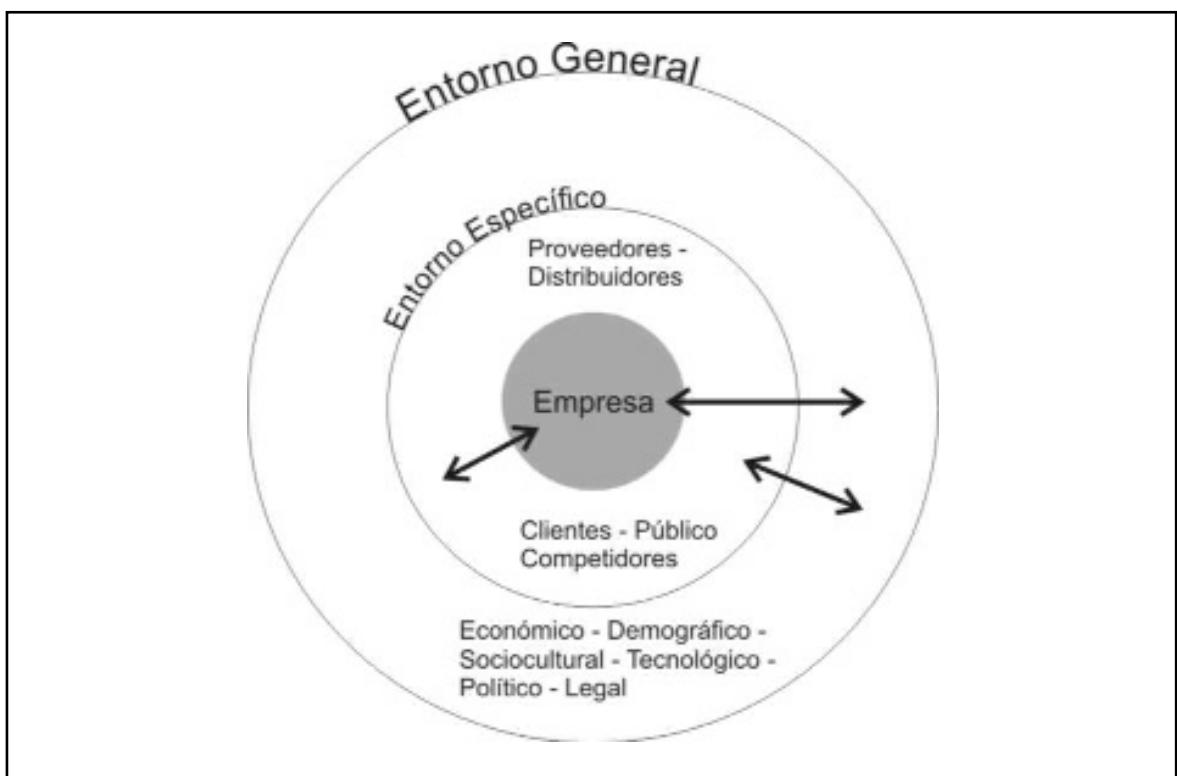 Entorno General
Entorno Específico
Proveedores -
Distribuidores
Empresa
Clientes - Público
Competidores
Económico - Demográfico -
Sociocultural - Tecnológico -
Político - Legal